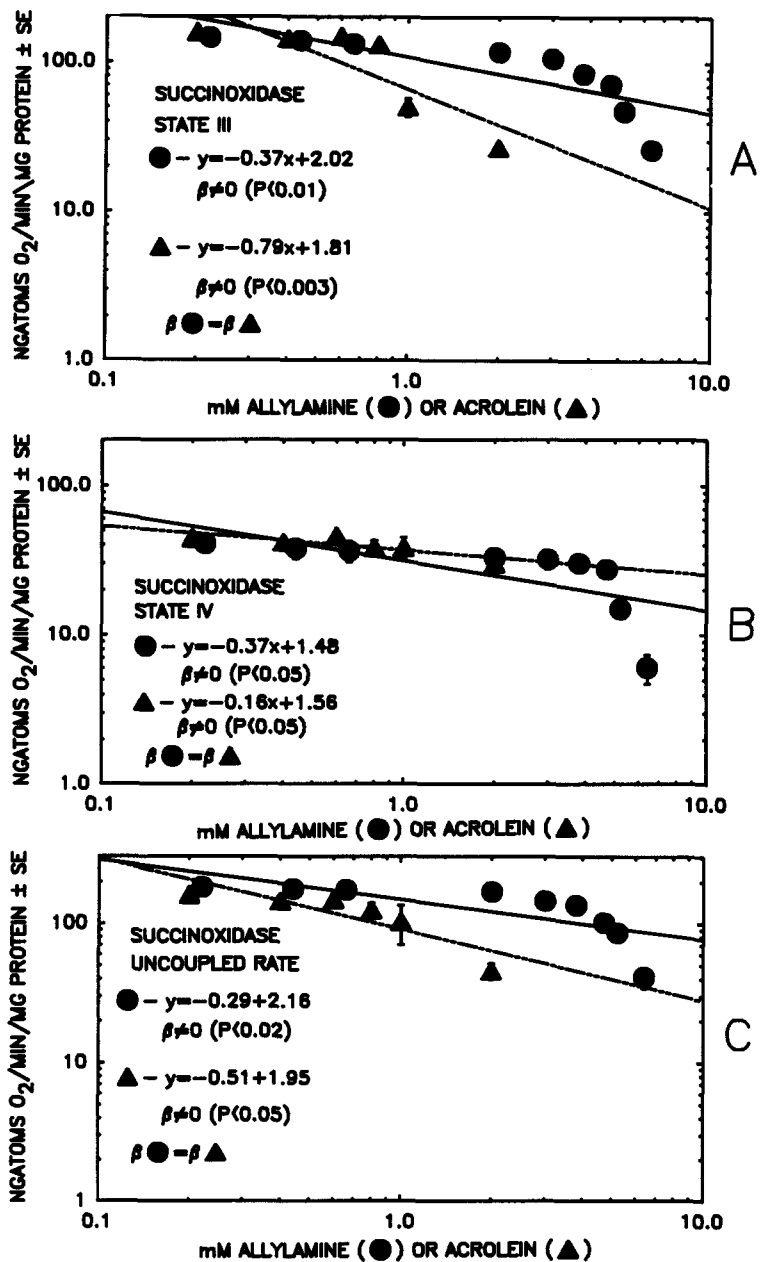 NGATOMS O2/MIN\MG PROTEIN ± SE
100.0
10.0
1.0
SUCCINOXIDASE
STATE III
● - y=-0.37x+2.02
β≠0 (P<0.01)
▲ - y=-0.79x+1.81
β≠0 (P<0.003)
β ● = β ▲
A
0.1 1.0 10.0
mM ALLYLAMINE (●) OR ACROLEIN (▲)
NGATOMS O2/MIN/MG PROTEIN ± SE
100.0
10.0
1.0
SUCCINOXIDASE
STATE IV
● - y=-0.37x+1.48
β≠0 (P<0.05)
▲ - y=-0.16x+1.56
β≠0 (P<0.05)
β ● = β ▲
B
0.1 1.0 10.0
mM ALLYLAMINE (●) OR ACROLEIN (▲)
NGATOMS O2/MIN/MG PROTEIN ± SE
100
10
1
SUCCINOXIDASE
UNCOUPLED RATE
● - y=-0.29+2.16
β≠0 (P<0.02)
▲ - y=-0.51+1.95
β≠0 (P<0.05)
β ● = β ▲
C
0.1 1.0 10.0
mM ALLYLAMINE (●) OR ACROLEIN (▲)